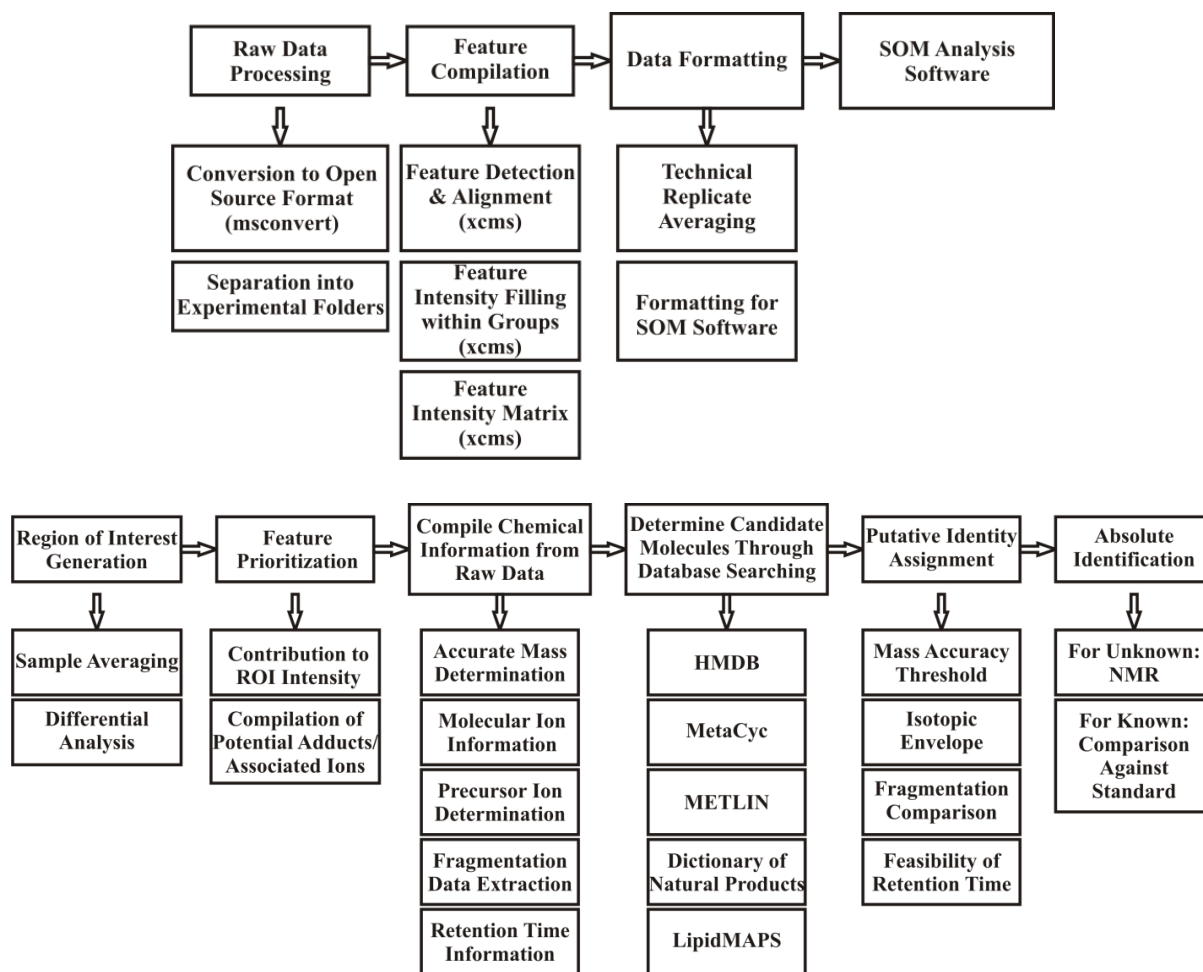 Raw Data
Processing
Feature
Compilation
Data Formatting
SOM Analysis
Software
Conversion to Open
Source Format
(msconvert)
Separation into
Experimental Folders
Feature Detection
& Alignment
(xcms)
Feature
Intensity Filling
within Groups
(xcms)
Feature
Intensity Matrix
(xcms)
Technical
Replicate
Averaging
Formatting for
SOM Software
Region of Interest
Generation
Feature
Prioritization
Compile Chemical
Information from
Raw Data
Determine Candidate
Molecules Through
Database Searching
Putative Identity
Assignment
Absolute
Identification
Sample Averaging
Differential
Analysis
Contribution to
ROI Intensity
Compilation of
Potential Adducts/
Associated Ions
Accurate Mass
Determination
Molecular Ion
Information
Precursor Ion
Determination
Fragmentation
Data Extraction
Retention Time
Information
HMDB
MetaCyc
METLIN
Dictionary of
Natural Products
LipidMAPS
Mass Accuracy
Threshold
Isotopic
Envelope
Fragmentation
Comparison
Feasibility of
Retention Time
For Unknown:
NMR
For Known:
Comparison
Against
Standard